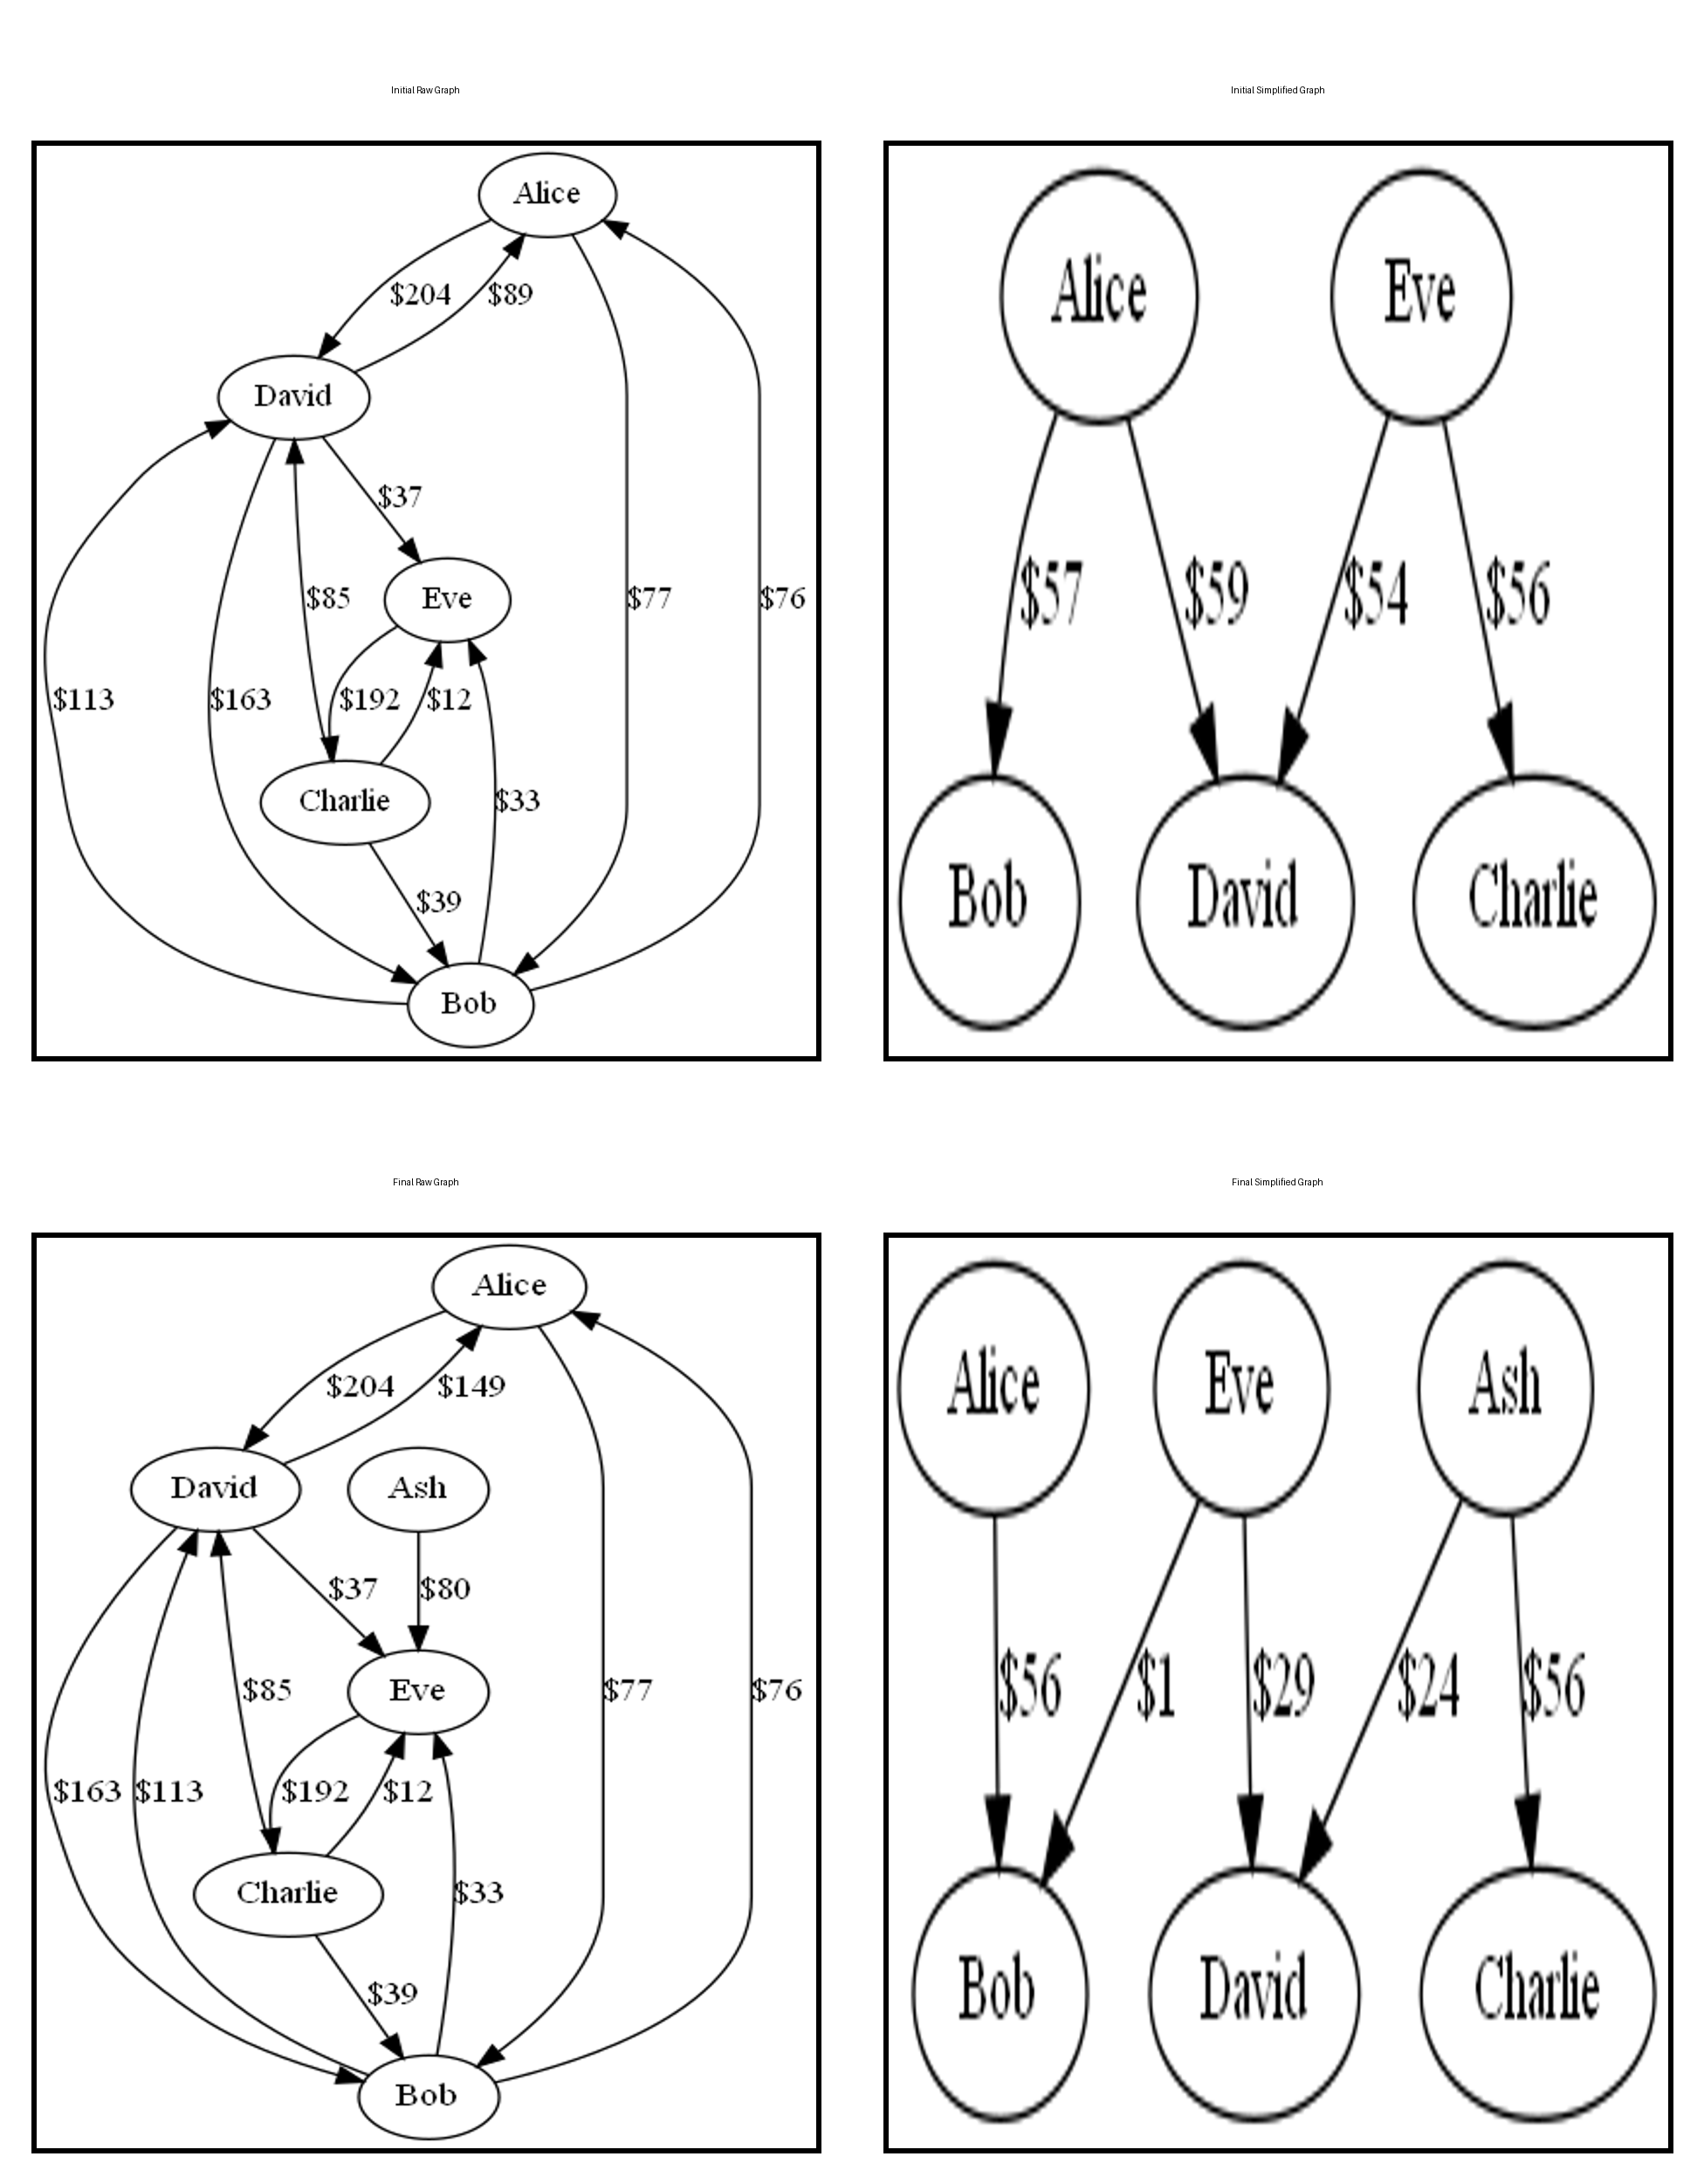 Initial Raw Graph
Alice
$204 $89
David
$37
Eve
$85 $77 $76
$113 $163 $192 $12
Charlie
$33
$39
Bob
Initial Simplified Graph
Alice Eve
$57 $59 $54 $56
Bob David Charlie
Final Raw Graph
Alice
$204 $149
David Ash
$37 $80
Eve
$85 $77 $76
$163 $113 $192 $12
Charlie
$33
$39
Bob
Final Simplified Graph
Alice Eve Ash
$56 $1 $29 $24 $56
Bob David Charlie